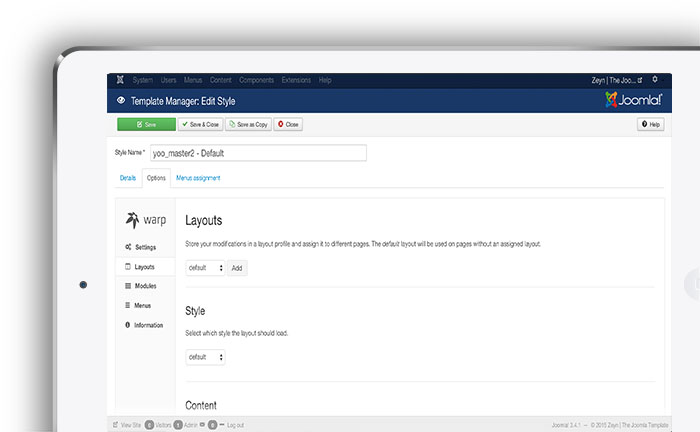 System Users Menus Content Components Extensions Help Zeyn | The Joo...
Template Manager: Edit Style Joomla!
Save Save & Close Save as Copy Close Help
Style Name * yoo_master2 - Default
Details Options Menus assignment
warp
Settings
Layouts
Modules
Menus
Information
Layouts
Store your modifications in a layout profile and assign it to different pages. The default layout will be used on pages without an assigned layout.
default Add
Style
Select which style the layout should load.
default
Content
View Site 0 Visitors 1 Admin 0 Log out Joomla! 3.4.1 — © 2015 Zeyn | The Joomla Template